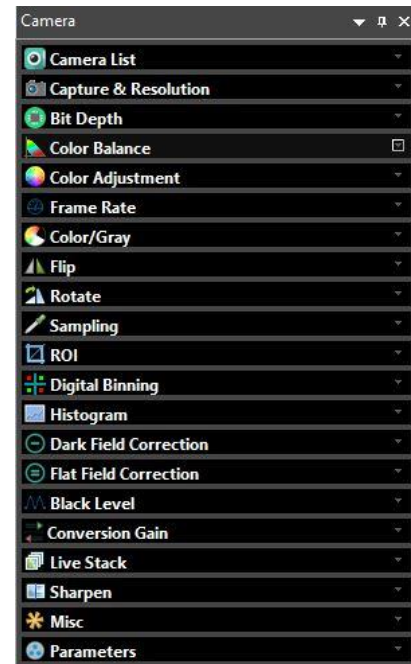 Camera
Camera List
Capture & Resolution
Bit Depth
Color Balance
Color Adjustment
Frame Rate
Color/Gray
Flip
Rotate
Sampling
ROI
Digital Binning
Histogram
Dark Field Correction
Flat Field Correction
Black Level
Conversion Gain
Live Stack
Sharpen
Misc
Parameters